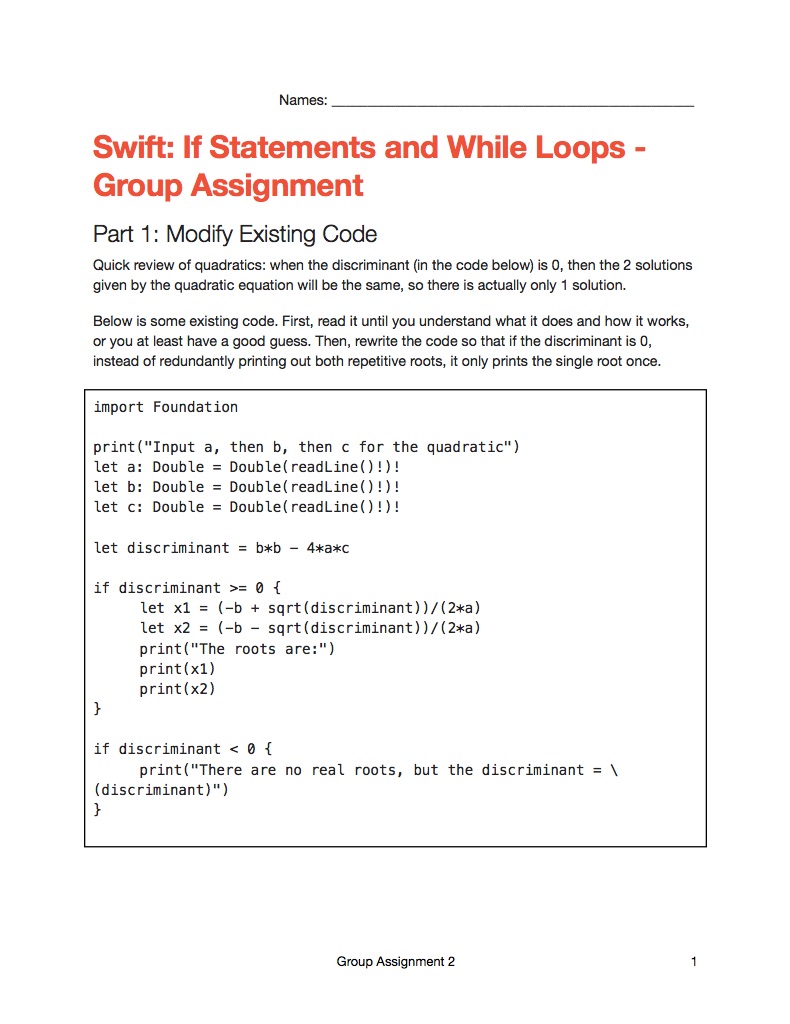 Names: _______________________________________________
Swift: If Statements and While Loops -
Group Assignment
Part 1: Modify Existing Code
Quick review of quadratics: when the discriminant (in the code below) is 0, then the 2 solutions
given by the quadratic equation will be the same, so there is actually only 1 solution.
Below is some existing code. First, read it until you understand what it does and how it works,
or you at least have a good guess. Then, rewrite the code so that if the discriminant is 0,
instead of redundantly printing out both repetitive roots, it only prints the single root once.
import Foundation
print("Input a, then b, then c for the quadratic")
let a: Double = Double(readLine()!)!
let b: Double = Double(readLine()!)!
let c: Double = Double(readLine()!)!
let discriminant = b*b - 4*a*c
if discriminant >= 0 {
let x1 = (-b + sqrt(discriminant))/(2*a)
let x2 = (-b - sqrt(discriminant))/(2*a)
print("The roots are:")
print(x1)
print(x2)
}
if discriminant < 0 {
print("There are no real roots, but the discriminant = \
(discriminant)")
}
Group Assignment 2 1